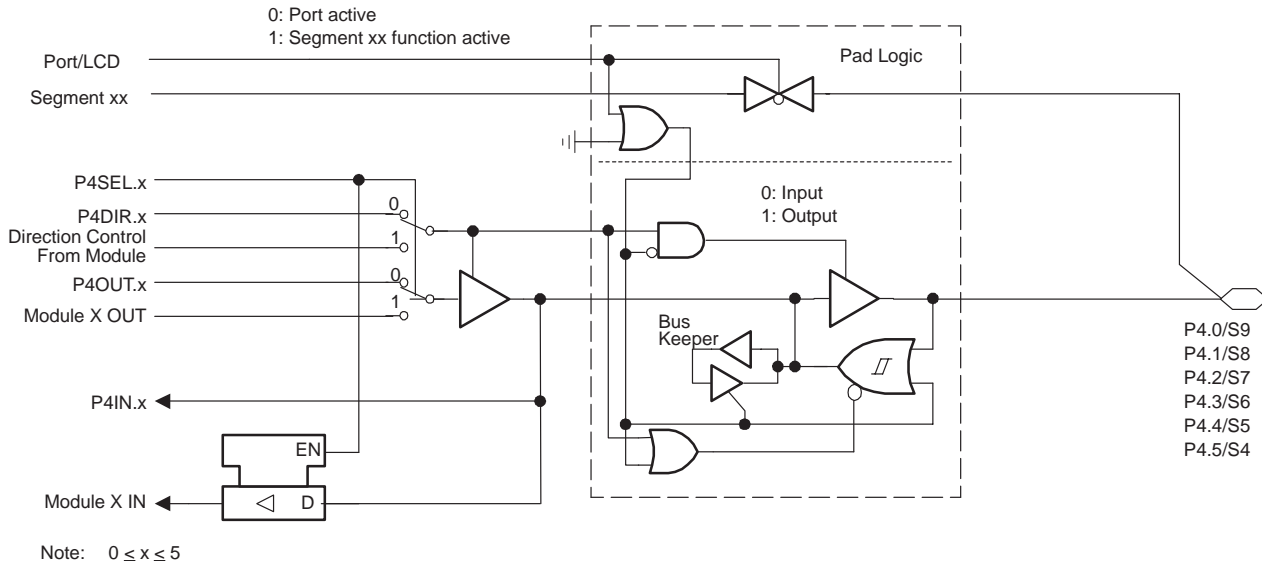 0: Port active
1: Segment xx function active
Port/LCD
Segment xx
Pad Logic
P4SEL.x
P4DIR.x
0
Direction Control
From Module
1
P4OUT.x
0
Module X OUT
1
0: Input
1: Output
Bus
Keeper
P4IN.x
EN
Module X IN
D
P4.0/S9
P4.1/S8
P4.2/S7
P4.3/S6
P4.4/S5
P4.5/S4
Note: 0 ≤ x ≤ 5